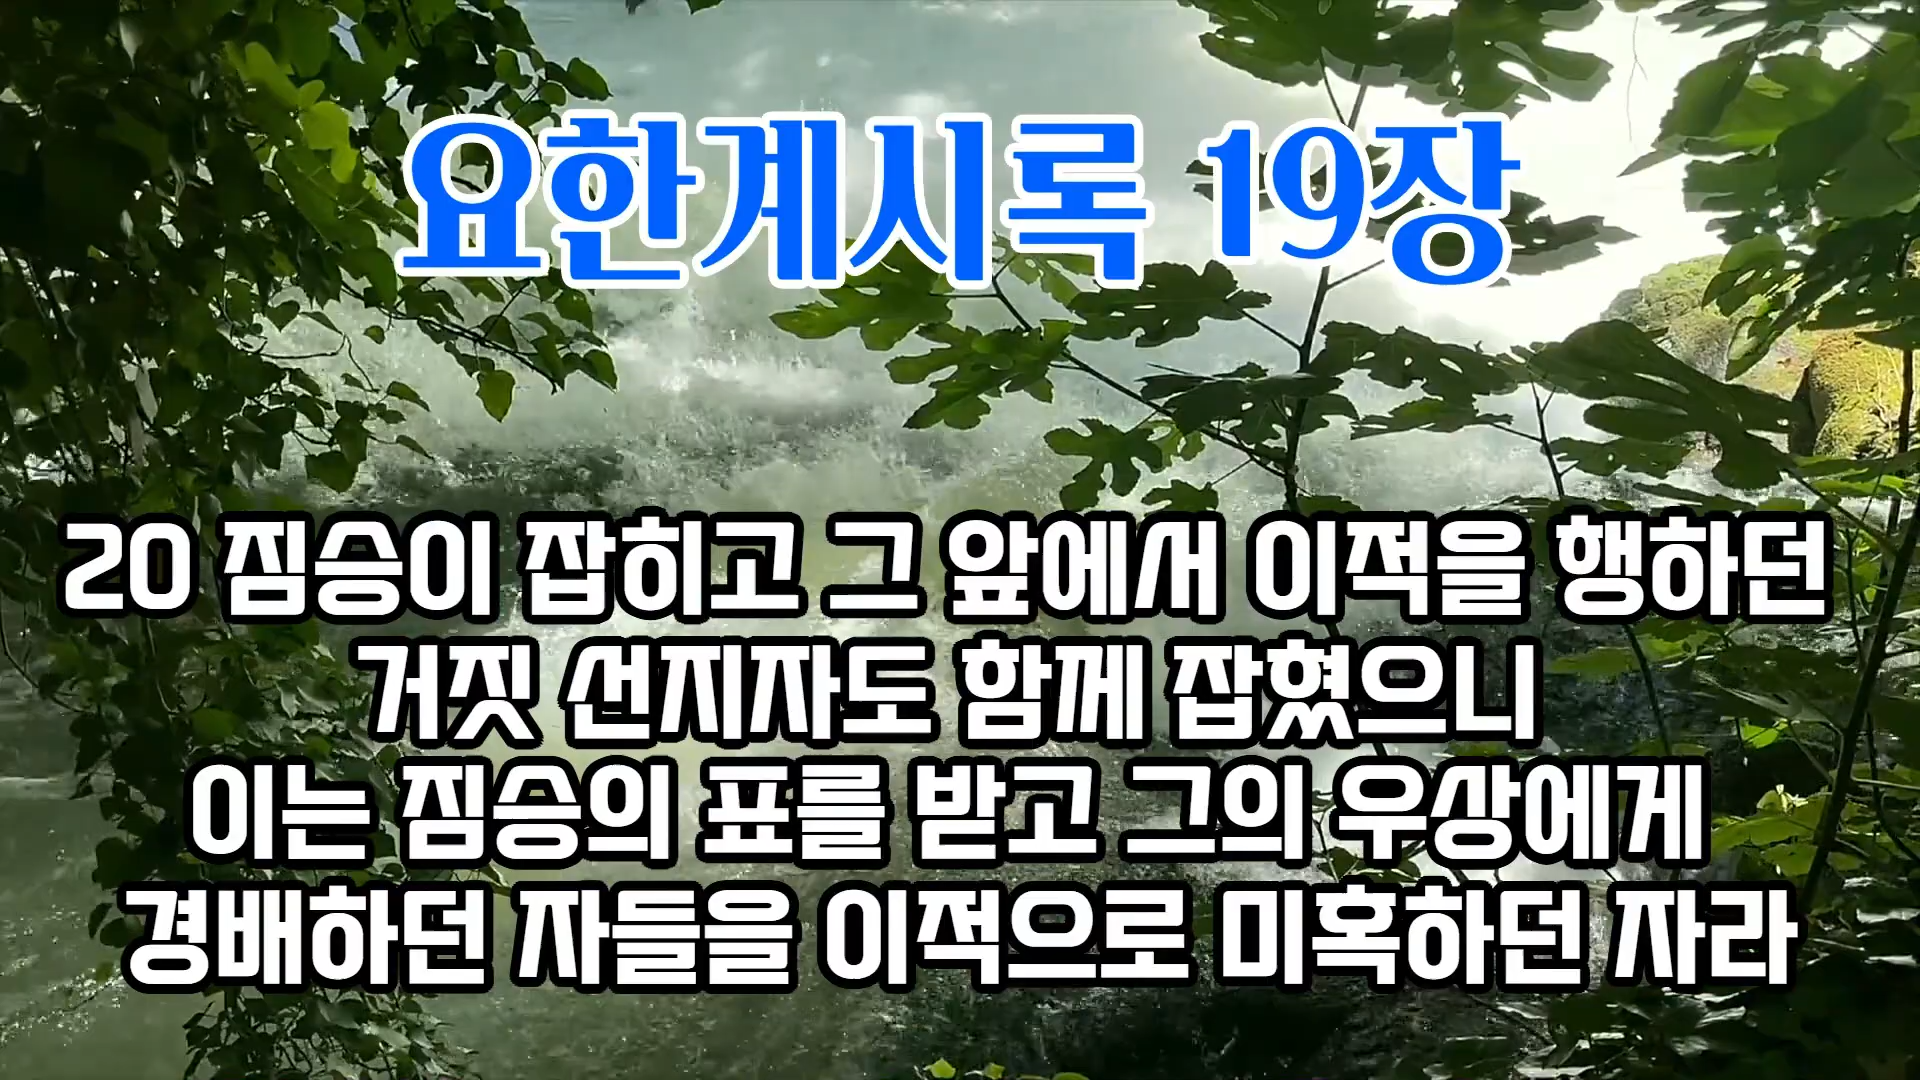 요한계시록 19장
20 짐승이 잡히고 그 앞에서 이적을 행하던
거짓 선지자도 함께 잡혔으니
이는 짐승의 표를 받고 그의 우상에게
경배하던 자들을 이적으로 미혹하던 자라